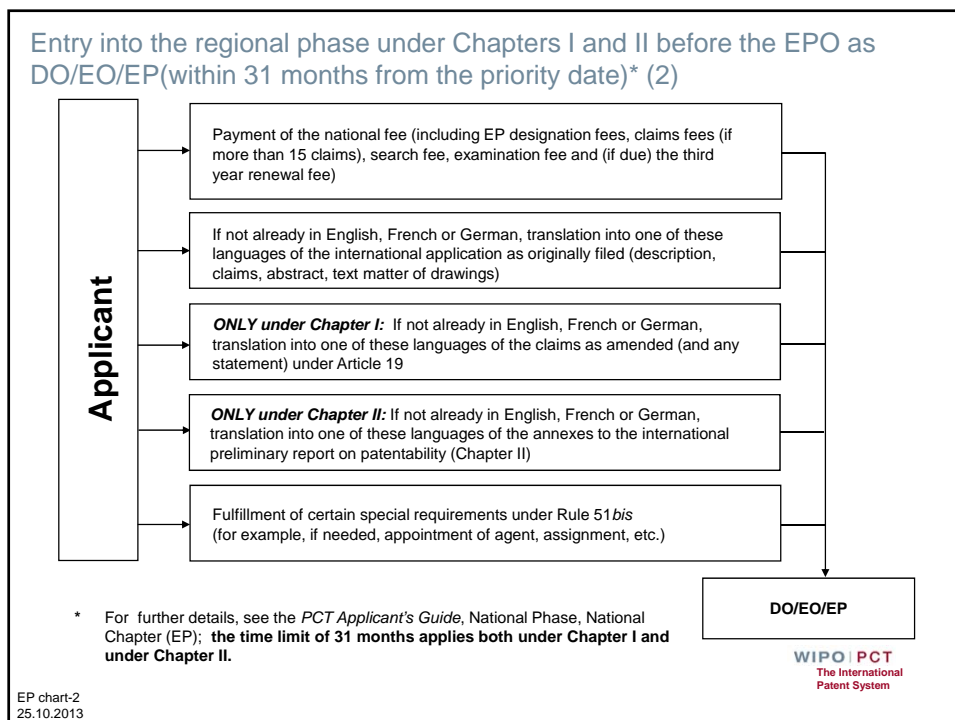 Entry into the regional phase under Chapters I and II before the EPO as
DO/EO/EP(within 31 months from the priority date)* (2)
Applicant
Payment of the national fee (including EP designation fees, claims fees (if
more than 15 claims), search fee, examination fee and (if due) the third
year renewal fee)
If not already in English, French or German, translation into one of these
languages of the international application as originally filed (description,
claims, abstract, text matter of drawings)
ONLY under Chapter I: If not already in English, French or German,
translation into one of these languages of the claims as amended (and any
statement) under Article 19
ONLY under Chapter II: If not already in English, French or German,
translation into one of these languages of the annexes to the international
preliminary report on patentability (Chapter II)
Fulfillment of certain special requirements under Rule 51bis
(for example, if needed, appointment of agent, assignment, etc.)
DO/EO/EP
* For further details, see the PCT Applicant's Guide, National Phase, National
Chapter (EP); the time limit of 31 months applies both under Chapter I and
under Chapter II.
WIPO|PCT
The International
Patent System
EP chart-2
25.10.2013